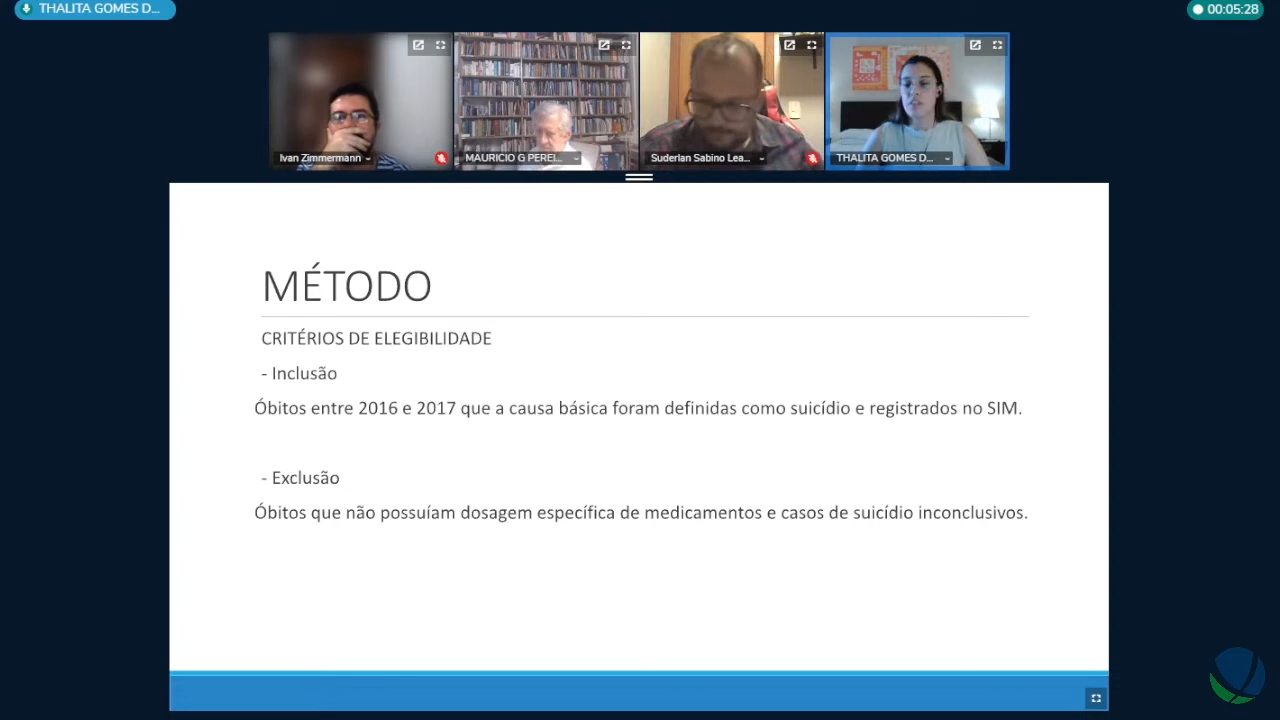 THALITA GOMES D...
00:05:28
Ivan Zimmermann
MAURICIO G PEREI...
Suderlan Sabino Lea...
THALITA GOMES D...
MÉTODO
CRITÉRIOS DE ELEGIBILIDADE
- Inclusão
Óbitos entre 2016 e 2017 que a causa básica foram definidas como suicídio e registrados no SIM.
- Exclusão
Óbitos que não possuíam dosagem específica de medicamentos e casos de suicídio inconclusivos.